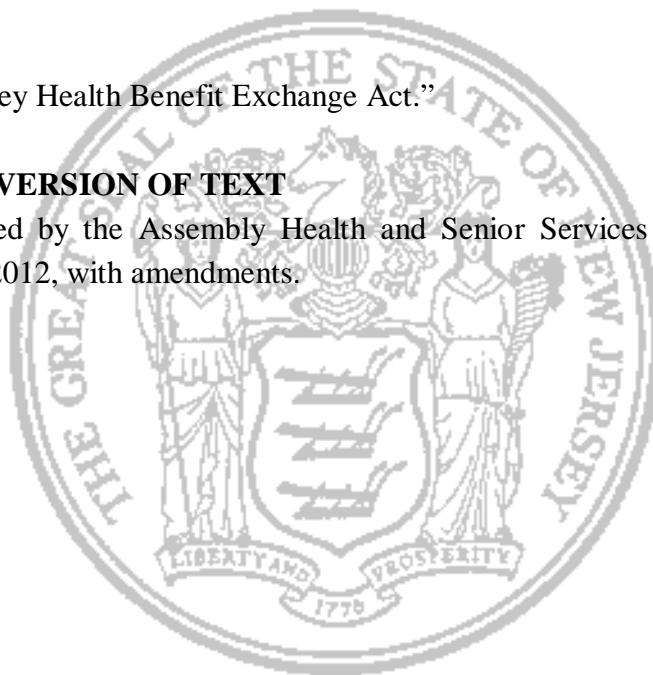 ey Health Benefit Exchange Act.”
VERSION OF TEXT
ed by the Assembly Health and Senior Services
2012, with amendments.
THE GREAT SEAL OF THE STATE OF NEW JERSEY
LIBERTY AND PROSPERITY
1776